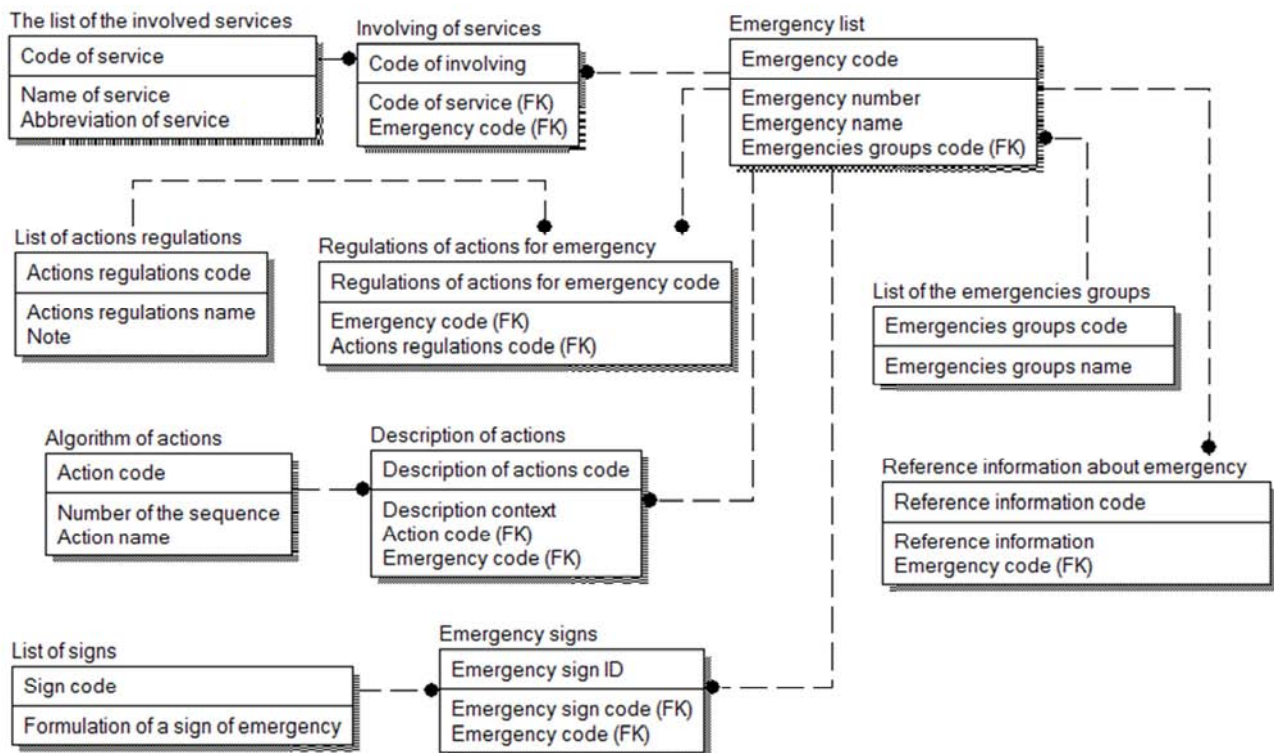 The list of the involved services
Code of service
Name of service
Abbreviation of service
Involving of services
Code of involving
Code of service (FK)
Emergency code (FK)
Emergency list
Emergency code
Emergency number
Emergency name
Emergencies groups code (FK)
List of actions regulations
Actions regulations code
Actions regulations name
Note
Regulations of actions for emergency
Regulations of actions for emergency code
Emergency code (FK)
Actions regulations code (FK)
List of the emergencies groups
Emergencies groups code
Emergencies groups name
Algorithm of actions
Action code
Number of the sequence
Action name
Description of actions
Description of actions code
Description context
Action code (FK)
Emergency code (FK)
Reference information about emergency
Reference information code
Reference information
Emergency code (FK)
List of signs
Sign code
Formulation of a sign of emergency
Emergency signs
Emergency sign ID
Emergency sign code (FK)
Emergency code (FK)